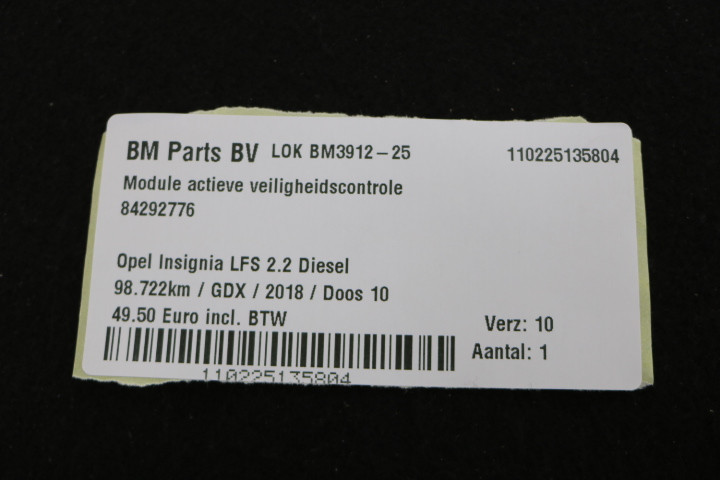 BM Parts BV LOK BM3912-25 110225135804
Module actieve veiligheidscontrole
84292776
Opel Insignia LFS 2.2 Diesel
98.722km / GDX / 2018 / Doos 10
49.50 Euro incl. BTW
Verz: 10
Aantal: 1
110225135804